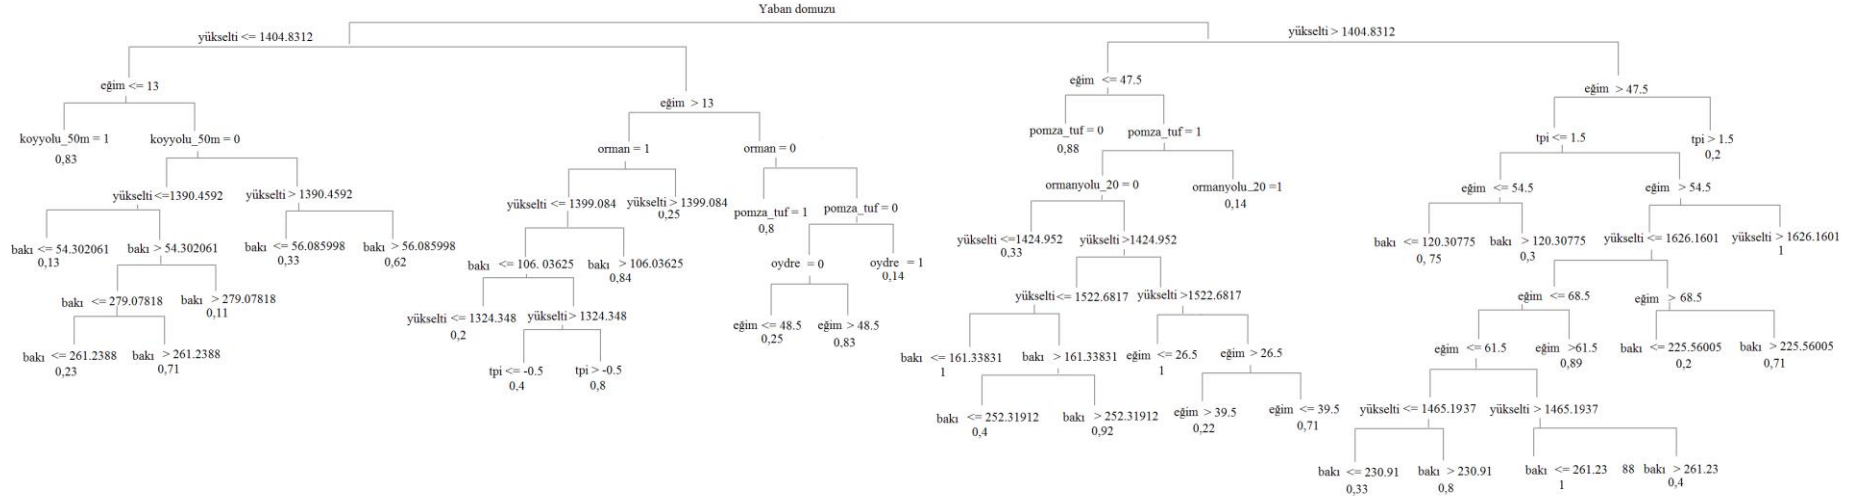 Yaban domuzu
yükselti <= 1404.8312
yükselti > 1404.8312
eğim <= 13
eğim > 13
eğim <= 47.5
eğim > 47.5
koyyolu_50m = 1
0,83
koyyolu_50m = 0
orman = 1
orman = 0
pomza_tuf = 0
0,88
pomza_tuf = 1
tpi <= 1.5
tpi > 1.5
0,2
yükselti <=1390.4592
yükselti > 1390.4592
yükselti <= 1399.084
yükselti > 1399.084
0,25
pomza_tuf = 1
0,8
pomza_tuf = 0
ormanyolu_20 = 0
ormanyolu_20 =1
0,14
eğim <= 54.5
eğim > 54.5
bakı <= 54.302061
0,13
bakı > 54.302061
bakı <= 56.085998
0,33
bakı > 56.085998
0,62
bakı <= 106. 03625
bakı > 106.03625
0,84
oydre = 0
oydre = 1
0,14
yükselti <=1424.952
0,33
yükselti >1424.952
bakı <= 120.30775
0, 75
bakı > 120.30775
0,3
yükselti <= 1626.1601
yükselti > 1626.1601
1
bakı <= 279.07818
bakı > 279.07818
0,11
yükselti <= 1324.348
0,2
yükselti > 1324.348
eğim <= 48.5
0,25
eğim > 48.5
0,83
yükselti<= 1522.6817
yükselti >1522.6817
eğim <= 68.5
eğim > 68.5
bakı <= 261.2388
0,23
bakı > 261.2388
0,71
tpi <= -0.5
0,4
tpi > -0.5
0,8
bakı <= 161.33831
1
bakı > 161.33831
eğim <= 26.5
1
eğim > 26.5
eğim <= 61.5
eğim >61.5
0,89
bakı <= 225.56005
0,2
bakı > 225.56005
0,71
bakı <= 252.31912
0,4
bakı > 252.31912
0,92
eğim > 39.5
0,22
eğim <= 39.5
0,71
yükselti <= 1465.1937
yükselti > 1465.1937
bakı <= 230.91
0,33
bakı > 230.91
0,8
bakı <= 261.23 88
1
bakı > 261.23
0,4